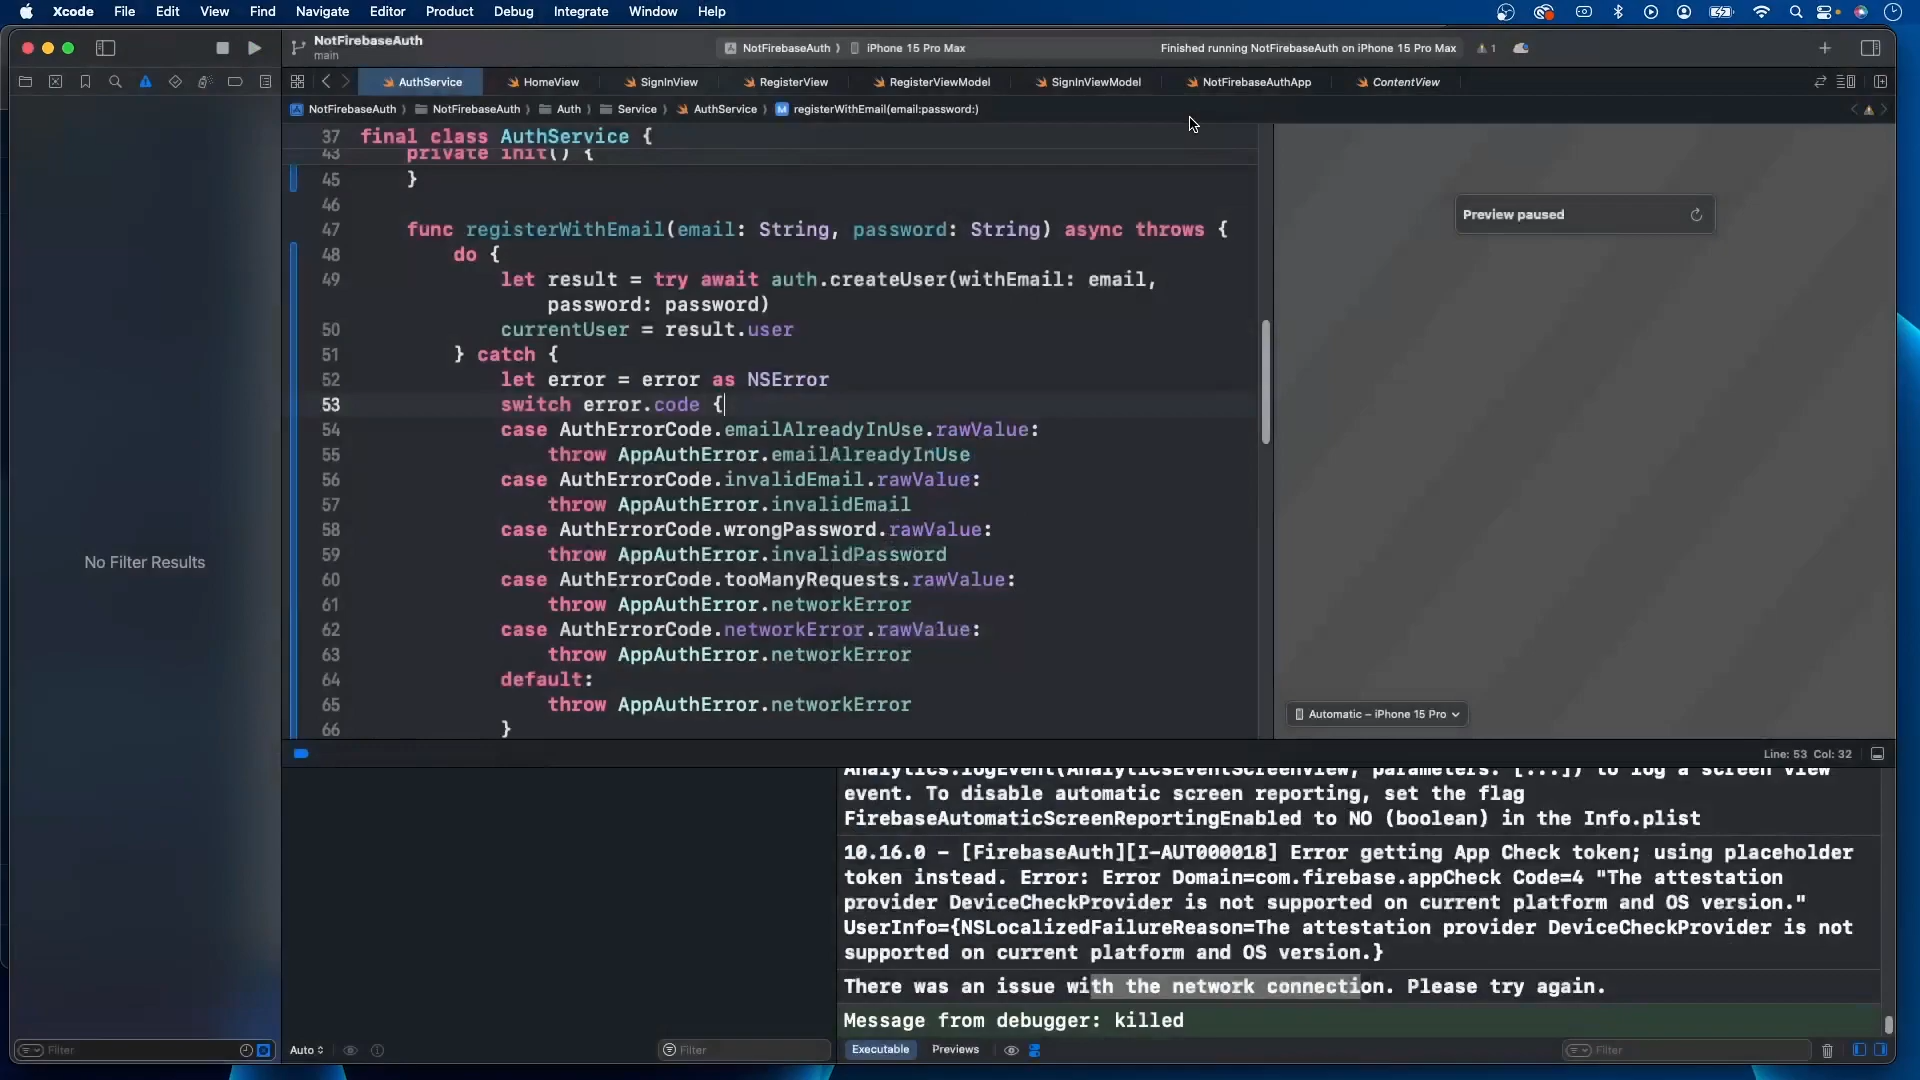 Xcode File Edit View Find Navigate Editor Product Debug Integrate Window Help
NotFirebaseAuth
main
NotFirebaseAuth iPhone 15 Pro Max Finished running NotFirebaseAuth on iPhone 15 Pro Max 1
AuthService HomeView SignInView RegisterView RegisterViewModel SignInViewModel NotFirebaseAuthApp ContentView
NotFirebaseAuth NotFirebaseAuth Auth Service AuthService M registerWithEmail(email:password:)
37 final class AuthService {
43 private init() {
45 }
46
47 func registerWithEmail(email: String, password: String) async throws {
48 do {
49 let result = try await auth.createUser(withEmail: email,
password: password)
50 currentUser = result.user
51 } catch {
52 let error = error as NSError
53 switch error.code {
54 case AuthErrorCode.emailAlreadyInUse.rawValue:
55 throw AppAuthError.emailAlreadyInUse
56 case AuthErrorCode.invalidEmail.rawValue:
57 throw AppAuthError.invalidEmail
58 case AuthErrorCode.wrongPassword.rawValue:
59 throw AppAuthError.invalidPassword
60 case AuthErrorCode.tooManyRequests.rawValue:
61 throw AppAuthError.networkError
62 case AuthErrorCode.networkError.rawValue:
63 throw AppAuthError.networkError
64 default:
65 throw AppAuthError.networkError
66 }
No Filter Results
Preview paused
Automatic – iPhone 15 Pro
Line: 53 Col: 32
Analytics.logEvent(AnalyticsEventScreenView, parameters: [...]) to log a screen view
event. To disable automatic screen reporting, set the flag
FirebaseAutomaticScreenReportingEnabled to NO (boolean) in the Info.plist
10.16.0 - [FirebaseAuth][I-AUT000018] Error getting App Check token; using placeholder
token instead. Error: Error Domain=com.firebase.appCheck Code=4 "The attestation
provider DeviceCheckProvider is not supported on current platform and OS version."
UserInfo={NSLocalizedFailureReason=The attestation provider DeviceCheckProvider is not
supported on current platform and OS version.}
There was an issue with the network connection. Please try again.
Message from debugger: killed
Filter
Auto
Filter
Executable Previews
Filter